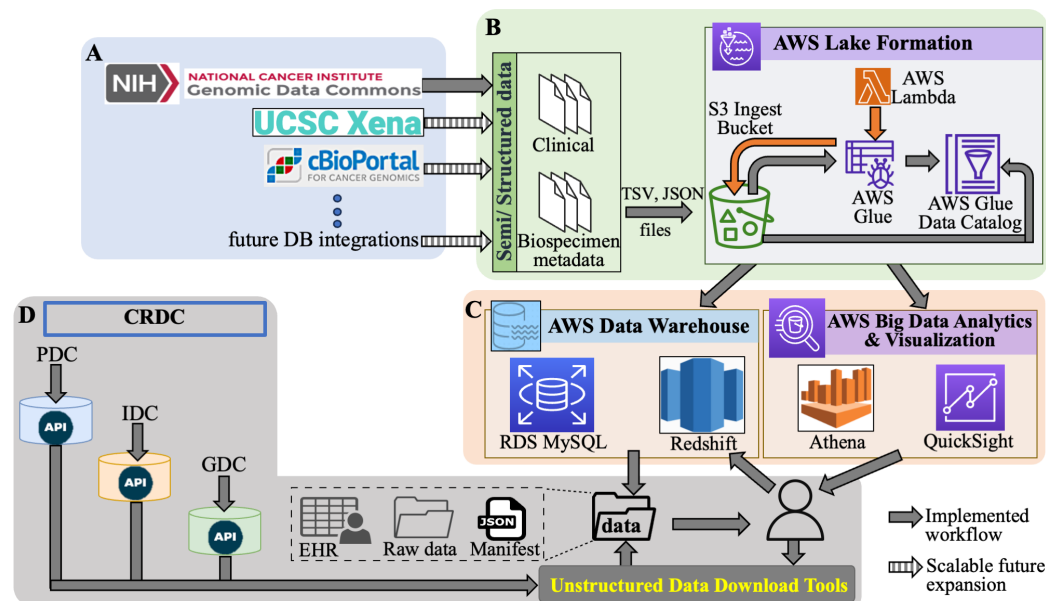 A
NIH
NATIONAL CANCER INSTITUTE
Genomic Data Commons
UCSC Xena
cBioPortal
FOR CANCER GENOMICS
future DB integrations
B
Semi/ Structured data
Clinical
Biospecimen
metadata
TSV, JSON
files
AWS Lake Formation
S3 Ingest
Bucket
AWS
Lambda
AWS
Glue
AWS Glue
Data Catalog
C
AWS Data Warehouse
RDS MySQL
Redshift
AWS Big Data Analytics
& Visualization
Athena
QuickSight
D
CRDC
PDC
API
IDC
API
GDC
API
EHR
Raw data
JSON
Manifest
data
Unstructured Data Download Tools
Implemented
workflow
Scalable future
expansion